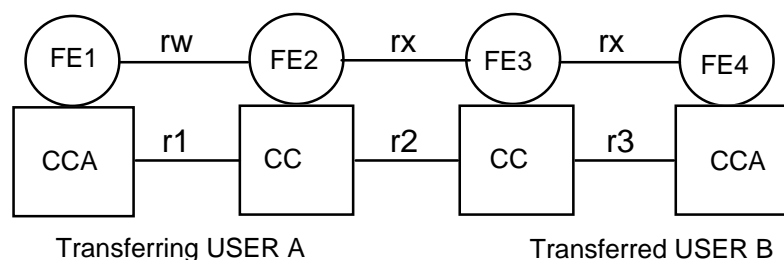 FE1 rw FE2 rx FE3 rx FE4
CCA r1 CC r2 CC r3 CCA
Transferring USER A Transferred USER B